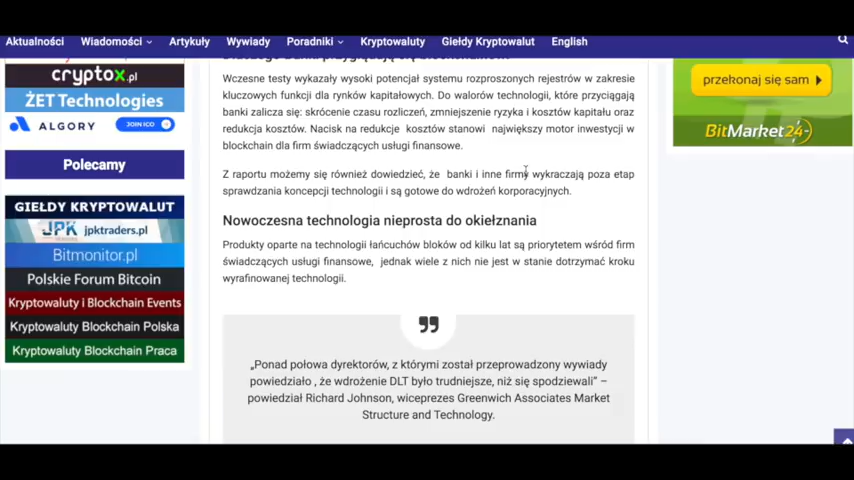 Aktualności Wiadomości Artykuły Wywiady Poradniki Kryptowaluty Giełdy Kryptowalut English
cryptox.pl
ŻET Technologies
ALGORY JOIN ICO
Polecamy
GIEŁDY KRYPTOWALUT
JPK jpktraders.pl
Bitmonitor.pl
Polskie Forum Bitcoin
Kryptowaluty i Blockchain Events
Kryptowaluty Blockchain Polska
Kryptowaluty Blockchain Praca
Wczesne testy wykazały wysoki potencjał systemu rozproszonych rejestrów w zakresie
kluczowych funkcji dla rynków kapitałowych. Do walorów technologii, które przyciągają
banki zalicza się: skrócenie czasu rozliczeń, zmniejszenie ryzyka i kosztów kapitału oraz
redukcja kosztów. Nacisk na redukcje kosztów stanowi największy motor inwestycji w
blockchain dla firm świadczących usługi finansowe.
Z raportu możemy się również dowiedzieć, że banki i inne firmy wykraczają poza etap
sprawdzania koncepcji technologii i są gotowe do wdrożeń korporacyjnych.
Nowoczesna technologia nieprosta do okiełznania
Produkty oparte na technologii łańcuchów bloków od kilku lat są priorytetem wśród firm
świadczących usługi finansowe, jednak wiele z nich nie jest w stanie dotrzymać kroku
wyrafinowanej technologii.
„Ponad połowa dyrektorów, z którymi został przeprowadzony wywiady
powiedziało , że wdrożenie DLT było trudniejsze, niż się spodziewali” –
powiedział Richard Johnson, wiceprezes Greenwich Associates Market
Structure and Technology.
przekonaj się sam
BitMarket24